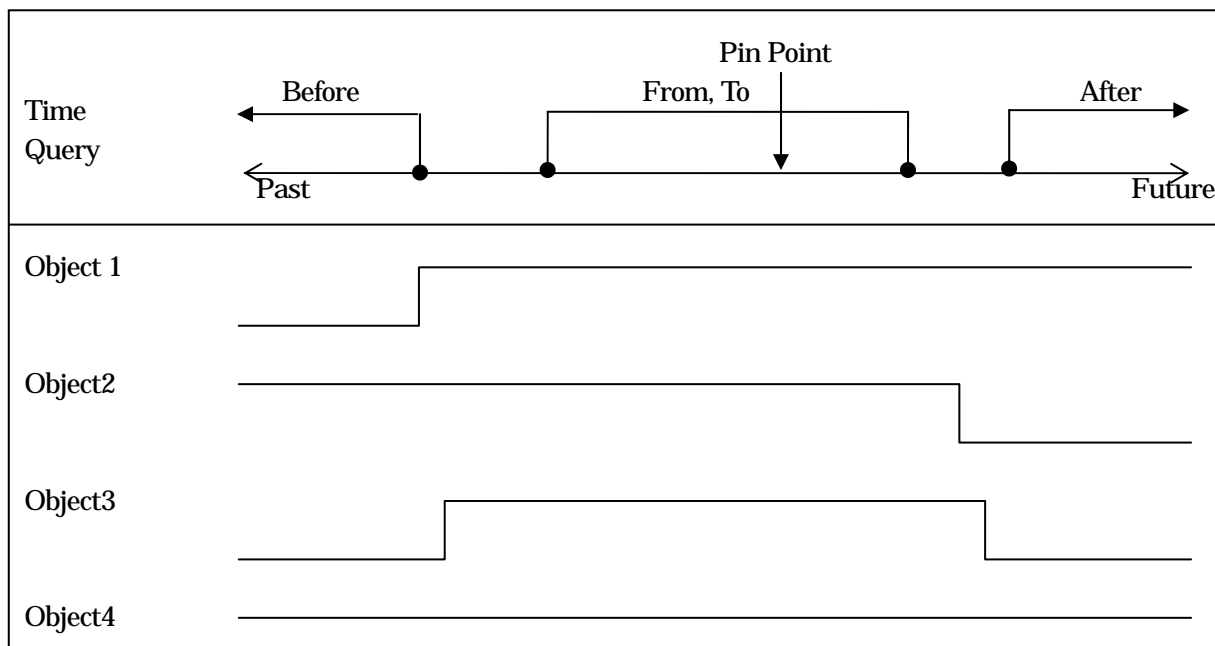 Pin Point
Before From, To After
Time
Query
Past Future
Object 1
Object2
Object3
Object4